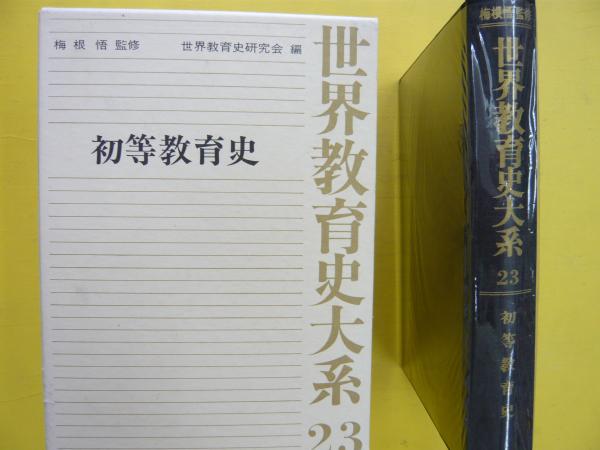 梅根 悟 監修
世界教育史研究会 編
世界教育史大系 23
初等教育史
梅根悟監修
世界教育史大系
23
初等教育史